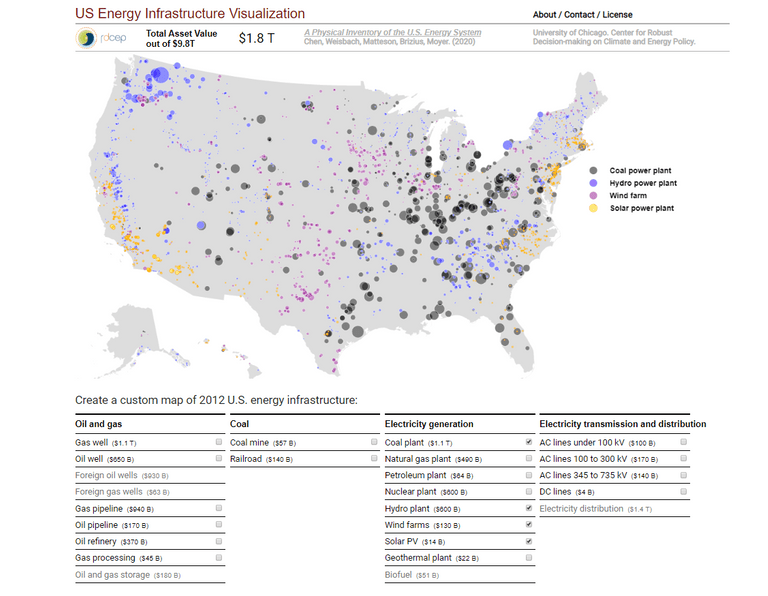 US Energy Infrastructure Visualization
About / Contact / License
rdcep
Total Asset Value
out of $9.8T
$1.8 T
A Physical Inventory of the U.S. Energy System
Chen, Weisbach, Matteson, Brizius, Moyer. (2020)
University of Chicago. Center for Robust
Decision-making on Climate and Energy Policy.
Coal power plant
Hydro power plant
Wind farm
Solar power plant
Create a custom map of 2012 U.S. energy infrastructure:
Oil and gas
Gas well ($1.1 T)
Oil well ($650 B)
Foreign oil wells ($930 B)
Foreign gas wells ($63 B)
Gas pipeline ($940 B)
Oil pipeline ($170 B)
Oil refinery ($370 B)
Gas processing ($45 B)
Oil and gas storage ($180 B)
Coal
Coal mine ($57 B)
Railroad ($140 B)
Electricity generation
Coal plant ($1.1 T)
Natural gas plant ($490 B)
Petroleum plant ($84 B)
Nuclear plant ($600 B)
Hydro plant ($600 B)
Wind farms ($130 B)
Solar PV ($14 B)
Geothermal plant ($22 B)
Biofuel ($51 B)
Electricity transmission and distribution
AC lines under 100 kV ($100 B)
AC lines 100 to 300 kV ($170 B)
AC lines 345 to 735 kV ($140 B)
DC lines ($4 B)
Electricity distribution ($1.4 T)